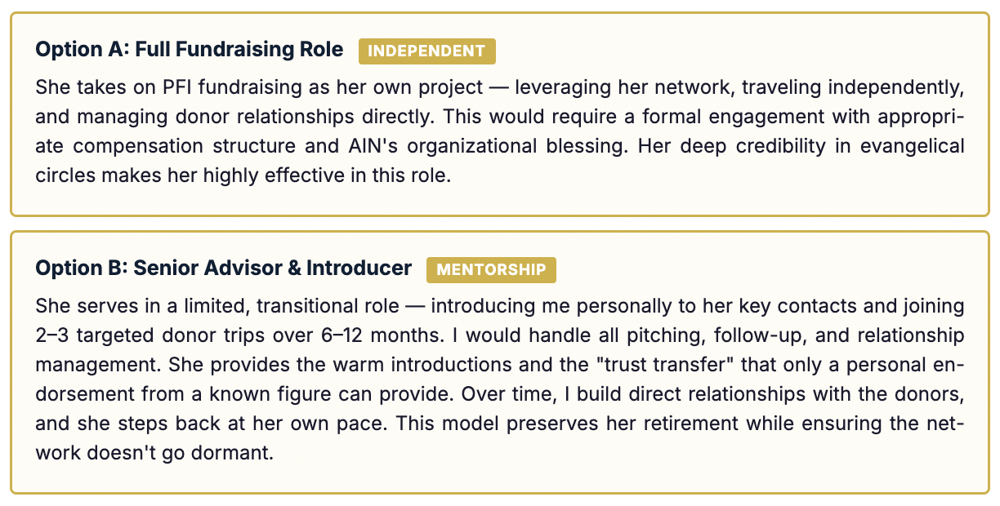 Option A: Full Fundraising Role INDEPENDENT
She takes on PFI fundraising as her own project — leveraging her network, traveling independently,
and managing donor relationships directly. This would require a formal engagement with appropri-
ate compensation structure and AIN's organizational blessing. Her deep credibility in evangelical
circles makes her highly effective in this role.
Option B: Senior Advisor & Introducer MENTORSHIP
She serves in a limited, transitional role — introducing me personally to her key contacts and joining
2–3 targeted donor trips over 6–12 months. I would handle all pitching, follow-up, and relationship
management. She provides the warm introductions and the "trust transfer" that only a personal en-
dorsement from a known figure can provide. Over time, I build direct relationships with the donors,
and she steps back at her own pace. This model preserves her retirement while ensuring the net-
work doesn't go dormant.